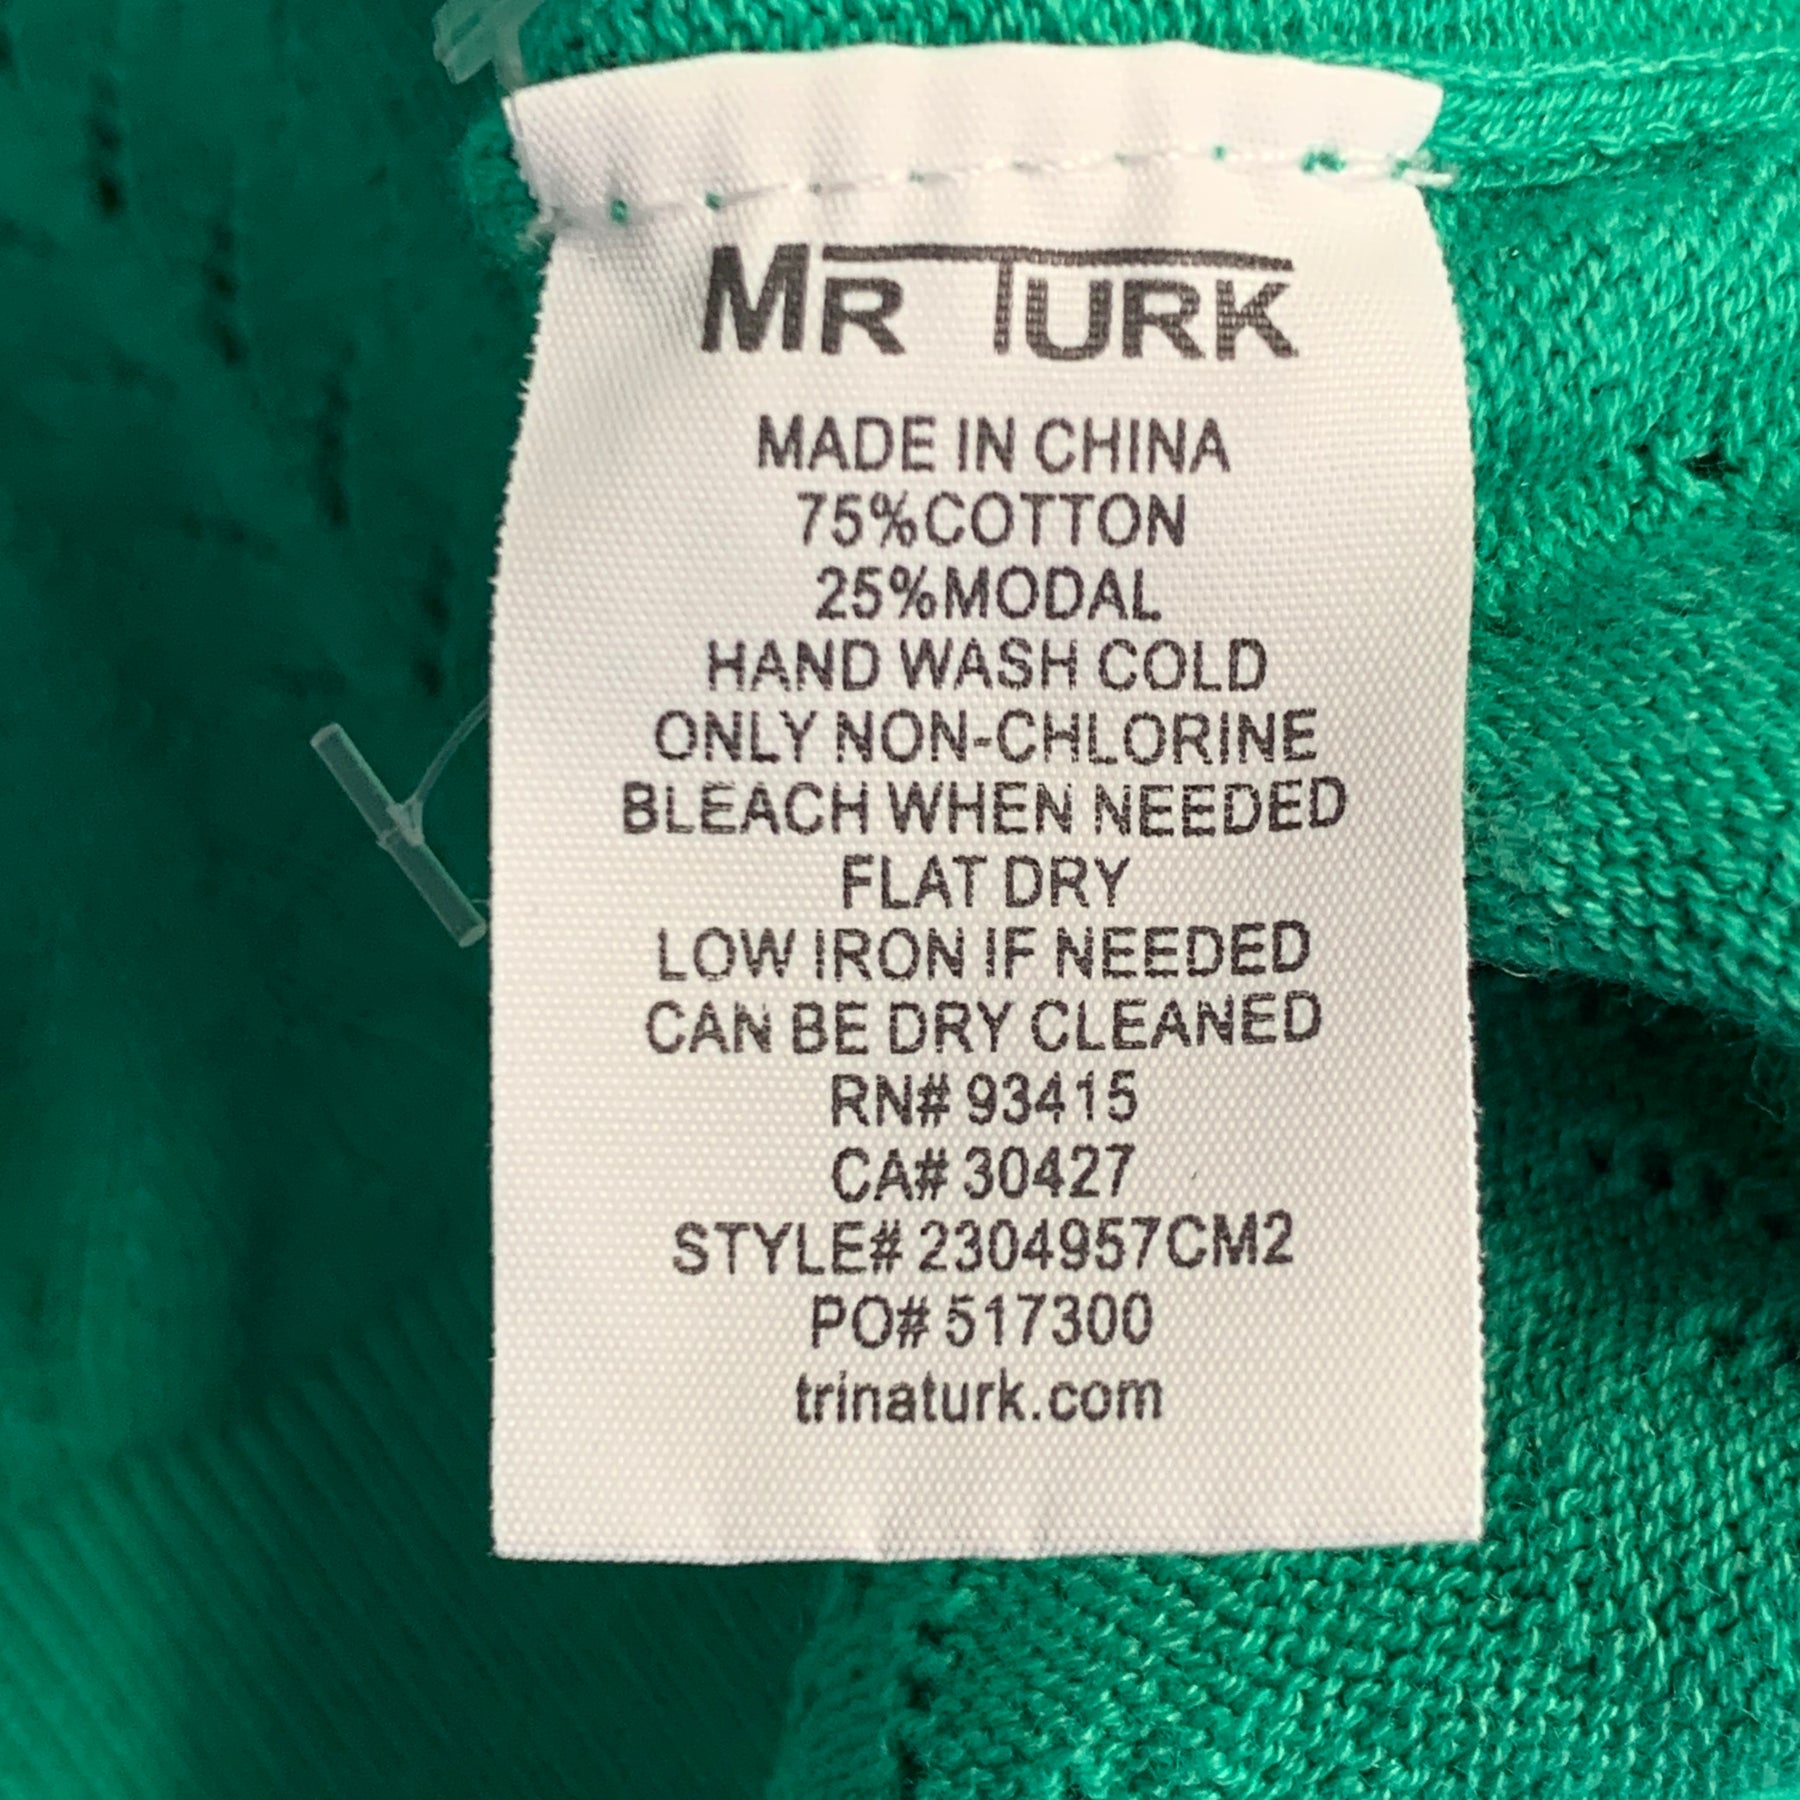 MR TURK
MADE IN CHINA
75%COTTON
25%MODAL
HAND WASH COLD
ONLY NON-CHLORINE
BLEACH WHEN NEEDED
FLAT DRY
LOW IRON IF NEEDED
CAN BE DRY CLEANED
RN# 93415
CA# 30427
STYLE# 2304957CM2
PO# 517300
trinaturk.com